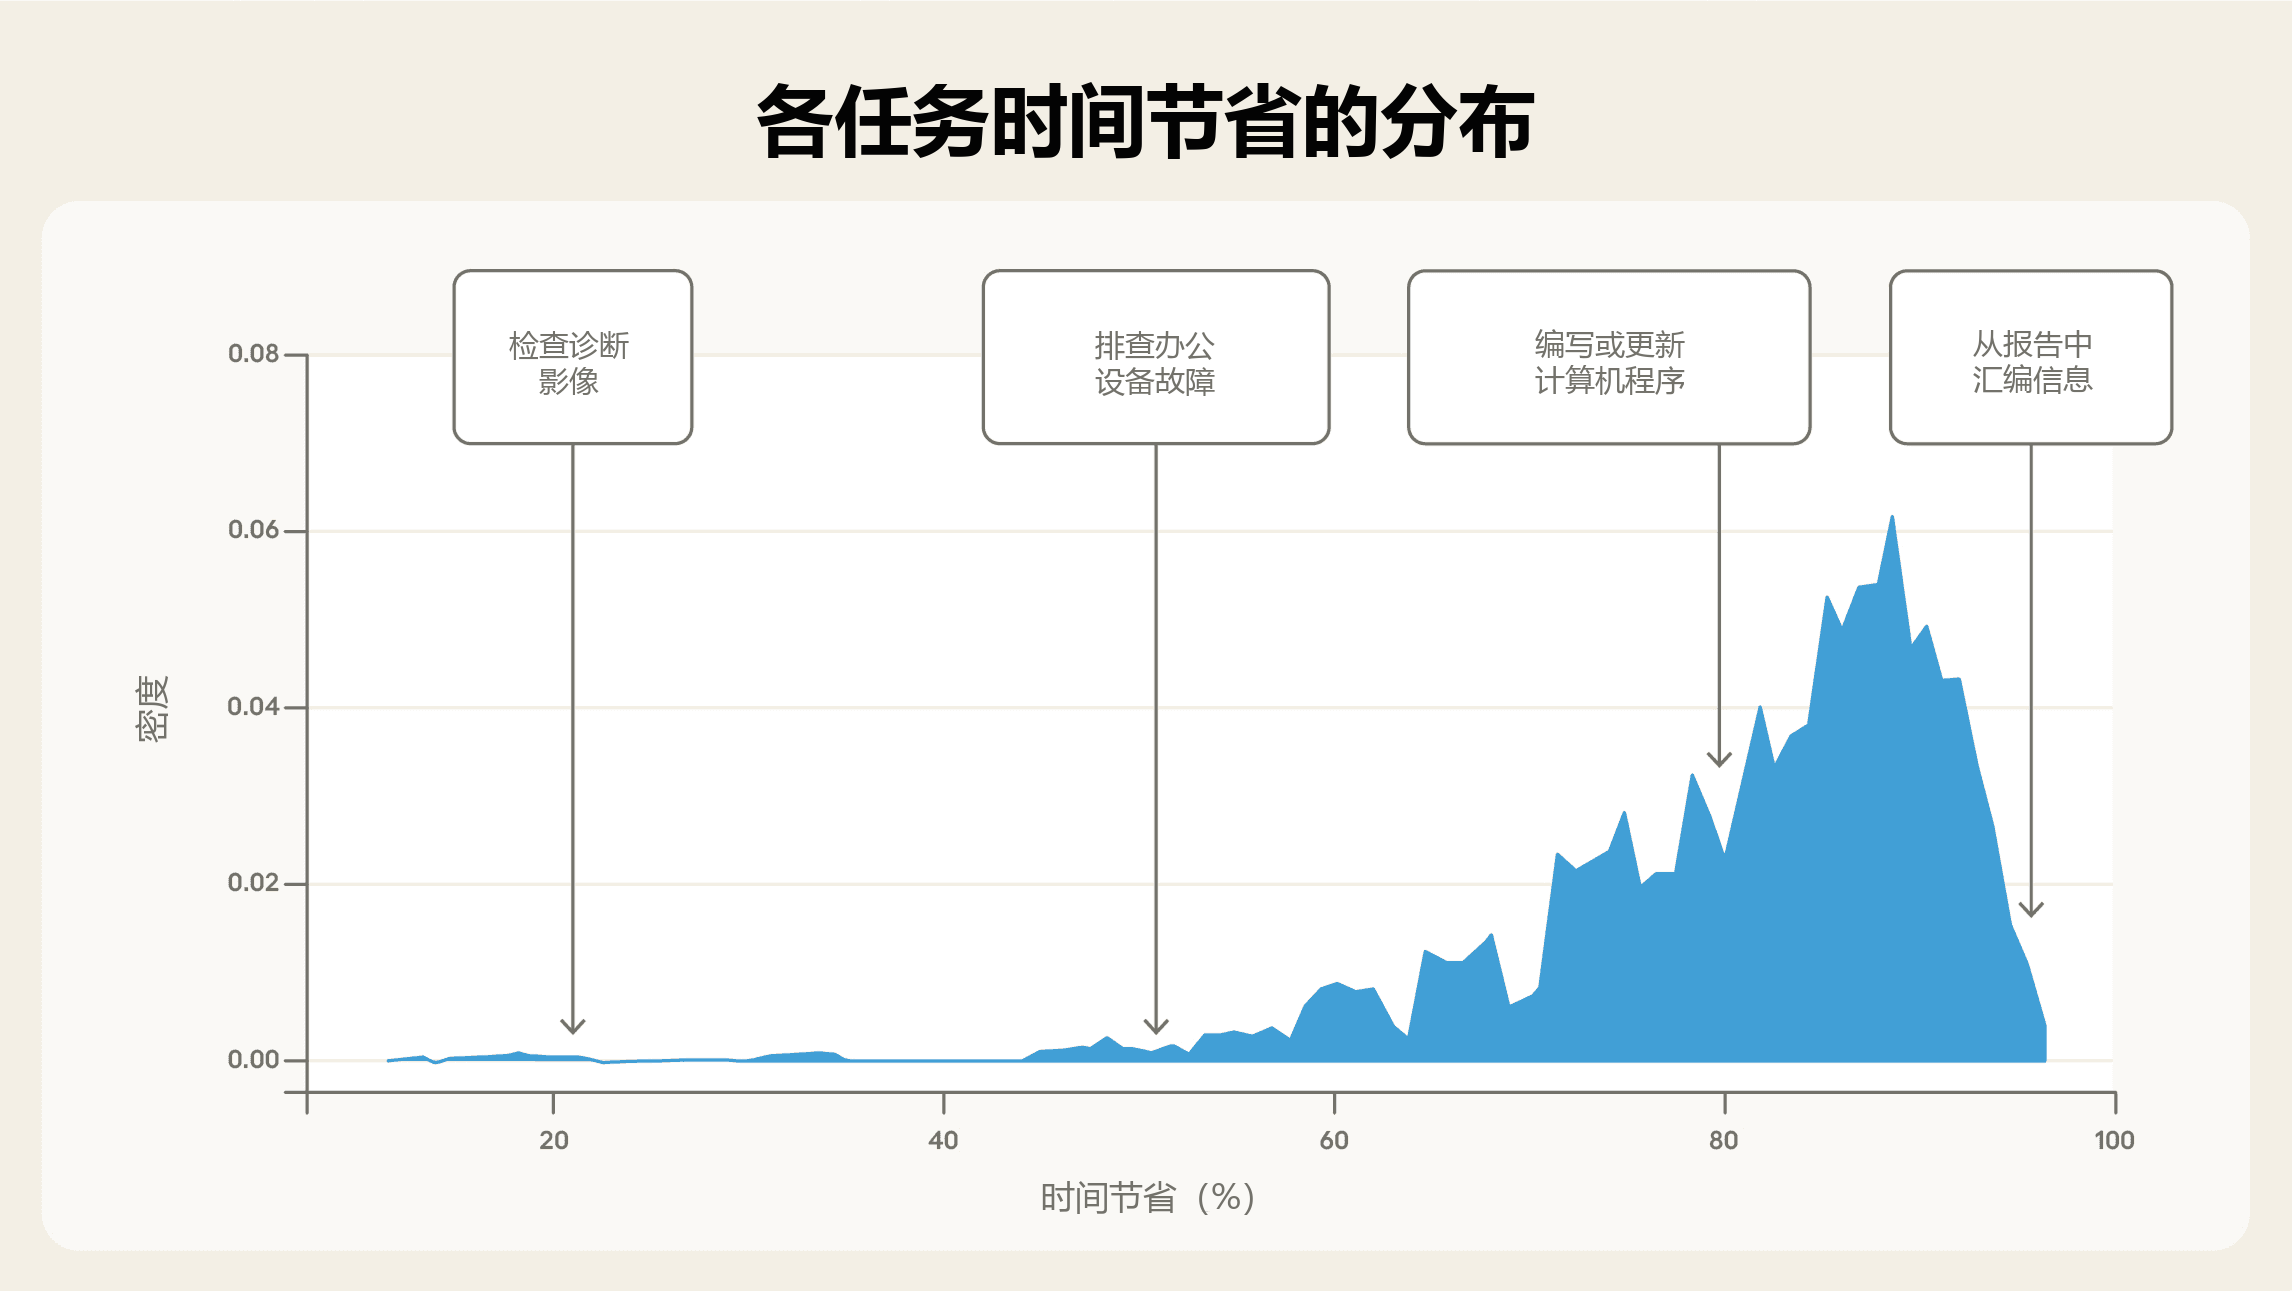 各任务时间节省的分布
检查诊断
影像
排查办公
设备故障
编写或更新
计算机程序
从报告中
汇编信息
密度
0.08
0.06
0.04
0.02
0.00
20
40
60
80
100
时间节省（%）